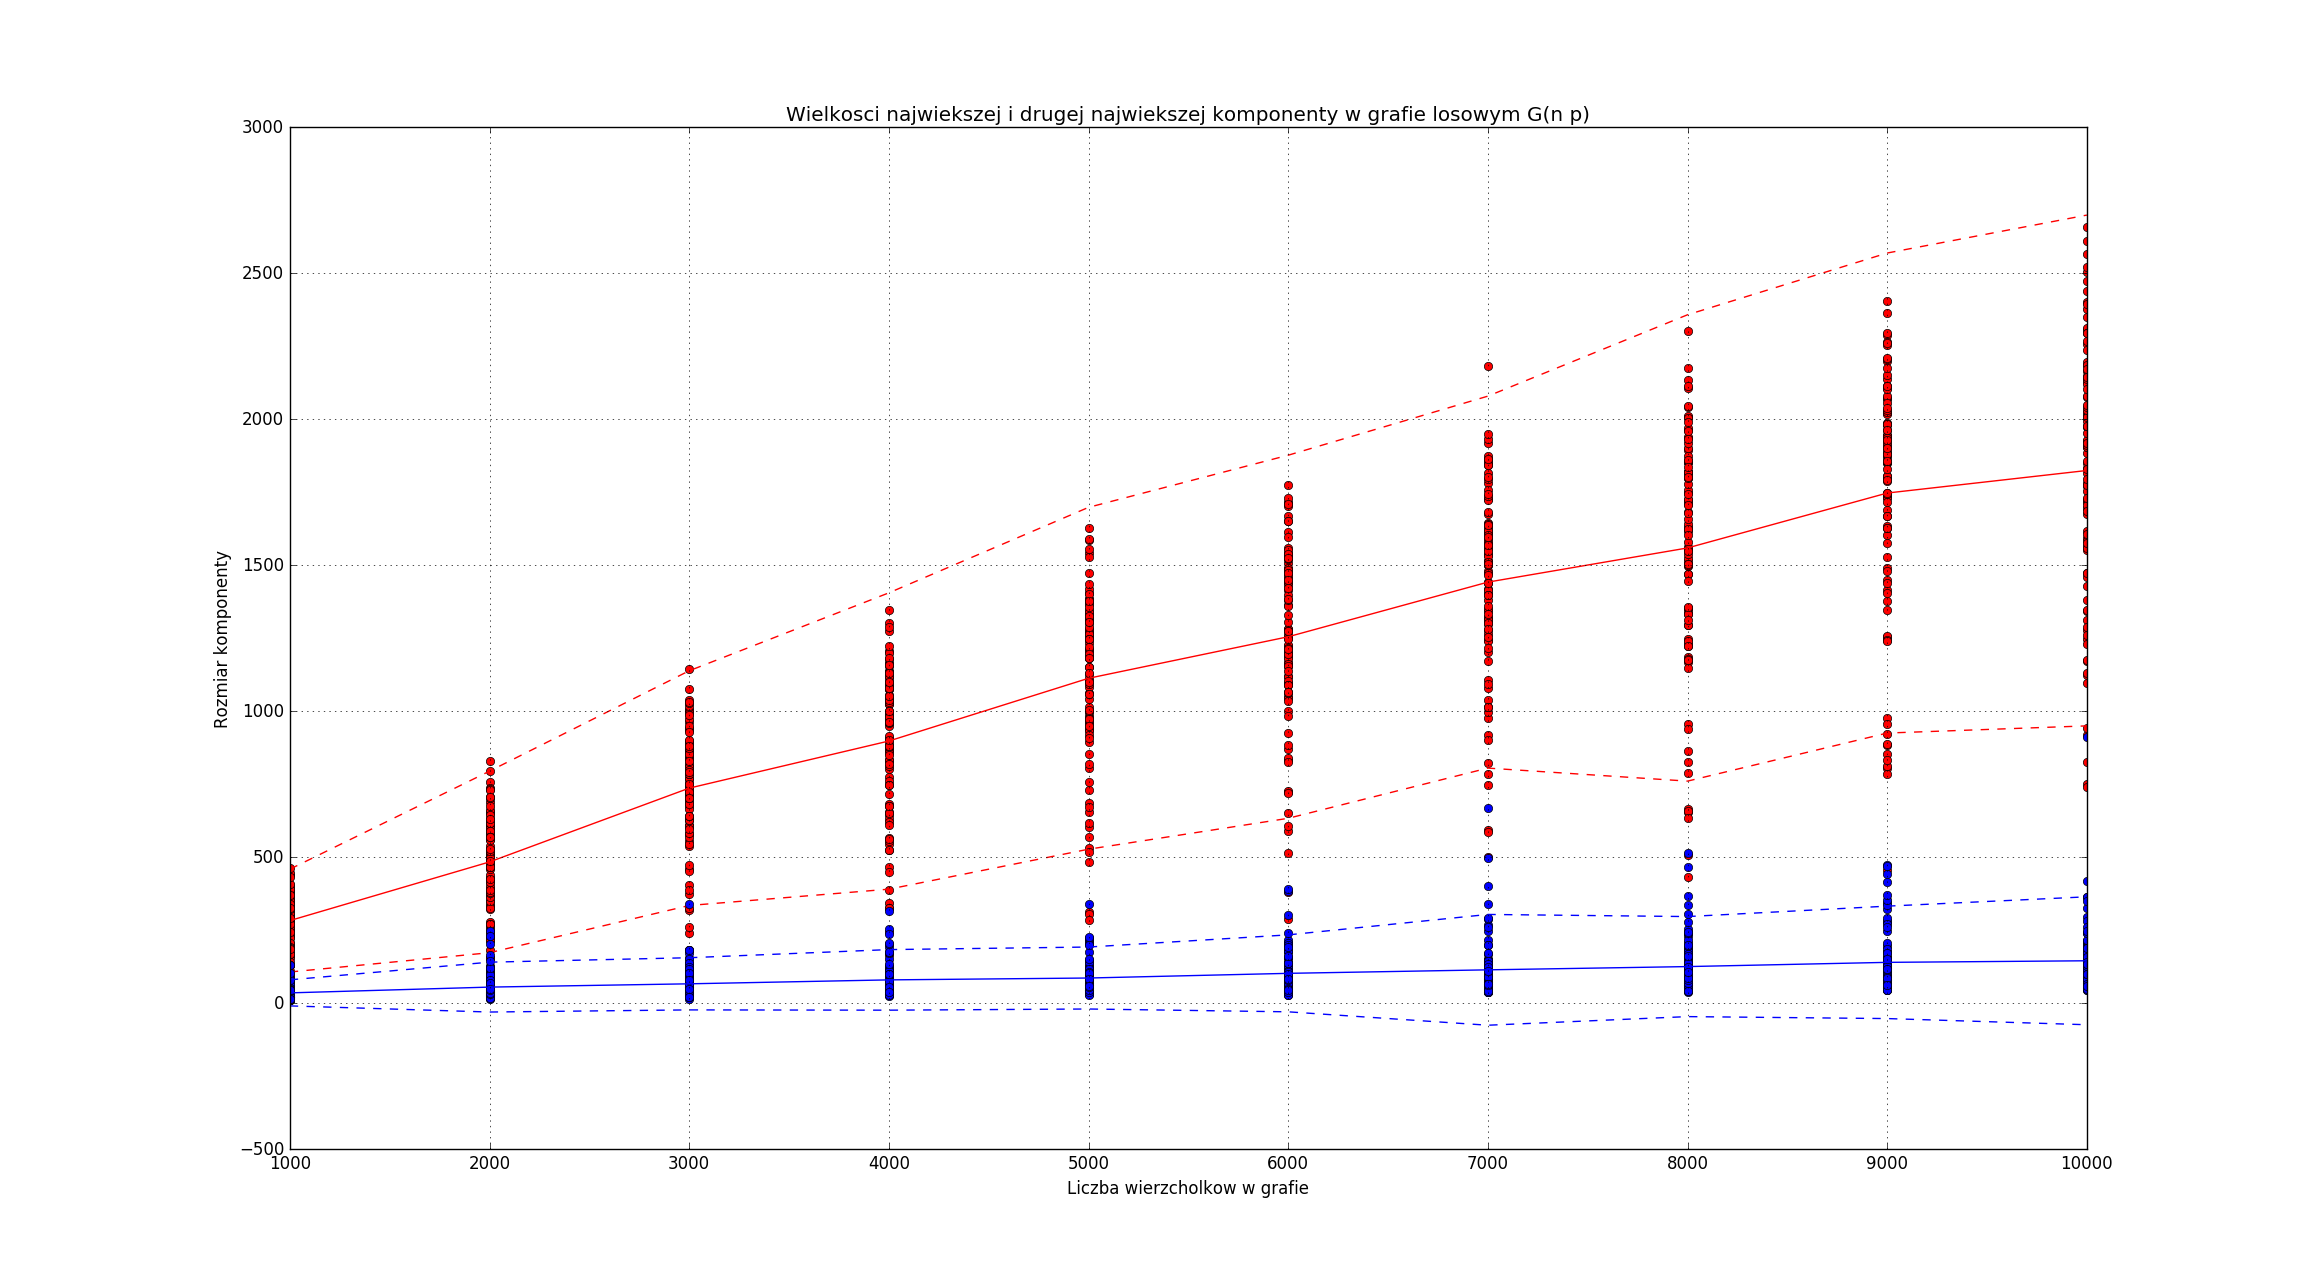 Wielkosci najwiekszej i drugej najwiekszej komponenty w grafie losowym G(n p)
3000
2500
2000
1500
1000
500
0
−500
Rozmiar komponenty
1000 2000 3000 4000 5000 6000 7000 8000 9000 10000
Liczba wierzcholkow w grafie